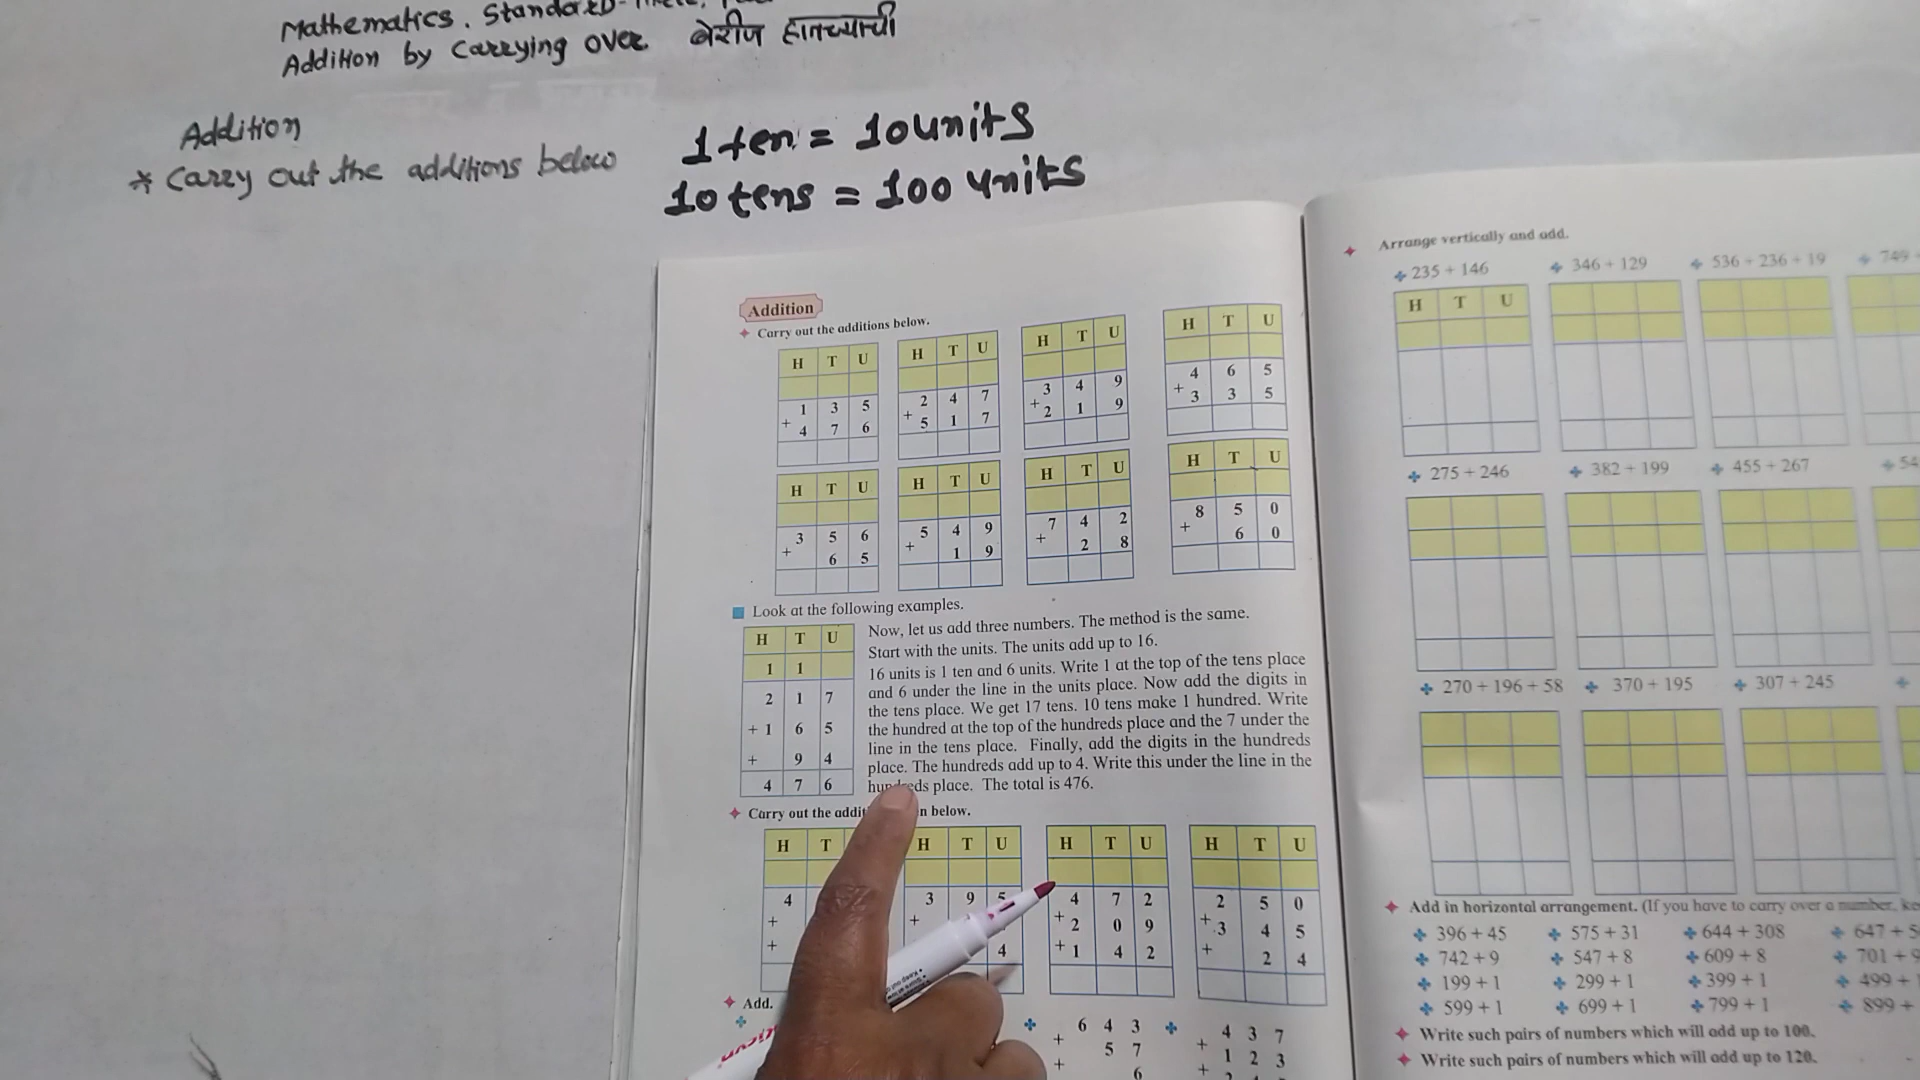 Mathematics. Standard-
Addition by Carrying over बेरीज हातच्याची
Addition
* Carry out the additions below
1 ten = 10 units
10 tens = 100 units
Addition
Carry out the additions below.
H T U H T U H T U H T U
1 3 5 2 4 7 3 4 9 4 6 5
+ 4 7 6 + 5 1 7 + 2 1 9 + 3 3 5
H T U H T U H T U H T U
3 5 6 5 4 9 7 4 2 8 5 0
+ 6 5 + 1 9 + 2 8 + 6 0
Look at the following examples.
H T U
1 1
2 1 7
+ 1 6 5
+ 9 4
4 7 6
Now, let us add three numbers. The method is the same.
Start with the units. The units add up to 16.
16 units is 1 ten and 6 units. Write 1 at the top of the tens place
and 6 under the line in the units place. Now add the digits in
the tens place. We get 17 tens. 10 tens make 1 hundred. Write
the hundred at the top of the hundreds place and the 7 under the
line in the tens place. Finally, add the digits in the hundreds
place. The hundreds add up to 4. Write this under the line in the
hundreds place. The total is 476.
Carry out the below.
H T H T U H T U H T U
4 3 9 5 4 7 2 2 5 0
+ + + 2 0 9 + 3 4 5
+ 4 + 1 4 2 + 2 4
Add.
6 4 3 4 3 7
+ 5 7 + 1 2 3
+ 6 +
Arrange vertically and add.
235 + 146 346 + 129 536 + 236 + 19 749
H T U
275 + 246 382 + 199 455 + 267 54
270 + 196 + 58 370 + 195 307 + 245
Add in horizontal arrangement. (If you have to carry over a number,
396 + 45 575 + 31 644 + 308 647 + 5
742 + 9 547 + 8 609 + 8 701 + 9
199 + 1 299 + 1 399 + 1 499 +
599 + 1 699 + 1 799 + 1 899 +
Write such pairs of numbers which will add up to 100.
Write such pairs of numbers which will add up to 120.